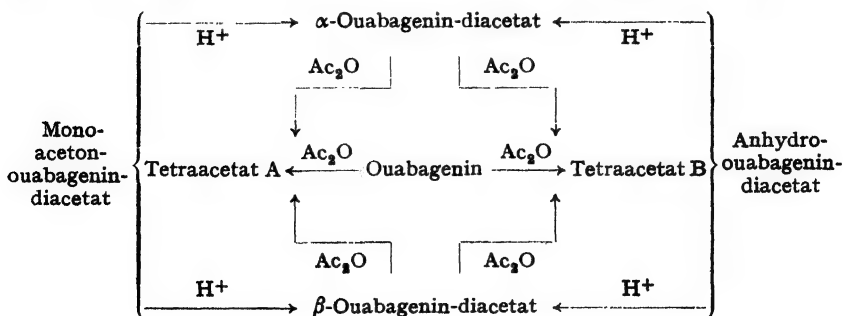 α-Ouabagenin-diacetat
H+ H+
Ac₂O Ac₂O
Mono-
aceton-
ouabagenin-
diacetat
Tetraacetat A Ac₂O Ouabagenin Ac₂O Tetraacetat B
Anhydro-
ouabagenin-
diacetat
Ac₂O Ac₂O
H+ H+
β-Ouabagenin-diacetat